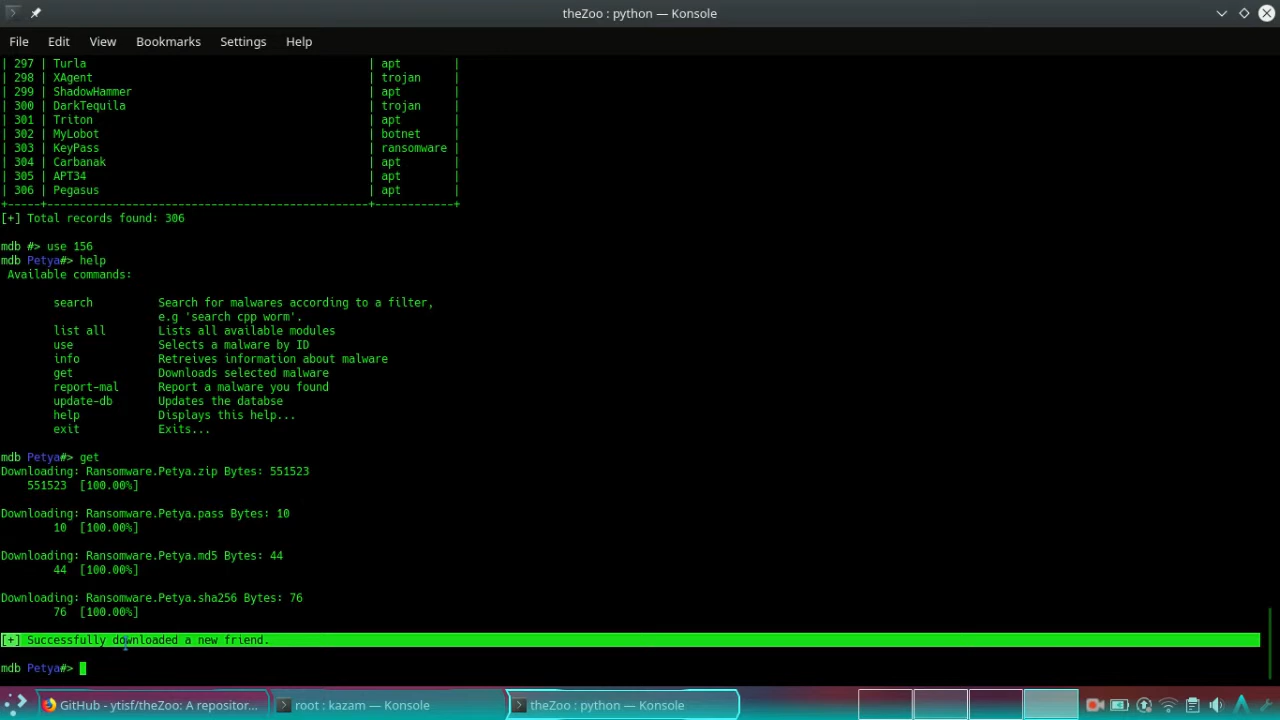 theZoo : python — Konsole
File Edit View Bookmarks Settings Help
| 297 | Turla | apt |
| 298 | XAgent | trojan |
| 299 | ShadowHammer | apt |
| 300 | DarkTequila | trojan |
| 301 | Triton | apt |
| 302 | MyLobot | botnet |
| 303 | KeyPass | ransomware |
| 304 | Carbanak | apt |
| 305 | APT34 | apt |
| 306 | Pegasus | apt |
[+] Total records found: 306
mdb #> use 156
mdb Petya#> help
Available commands:
search Search for malwares according to a filter,
e.g 'search cpp worm'.
list all Lists all available modules
use Selects a malware by ID
info Retreives information about malware
get Downloads selected malware
report-mal Report a malware you found
update-db Updates the databse
help Displays this help...
exit Exits...
mdb Petya#> get
Downloading: Ransomware.Petya.zip Bytes: 551523
551523 [100.00%]
Downloading: Ransomware.Petya.pass Bytes: 10
10 [100.00%]
Downloading: Ransomware.Petya.md5 Bytes: 44
44 [100.00%]
Downloading: Ransomware.Petya.sha256 Bytes: 76
76 [100.00%]
[+] Successfully downloaded a new friend.
mdb Petya#>
GitHub - ytisf/theZoo: A repositor... root : kazam — Konsole theZoo : python — Konsole